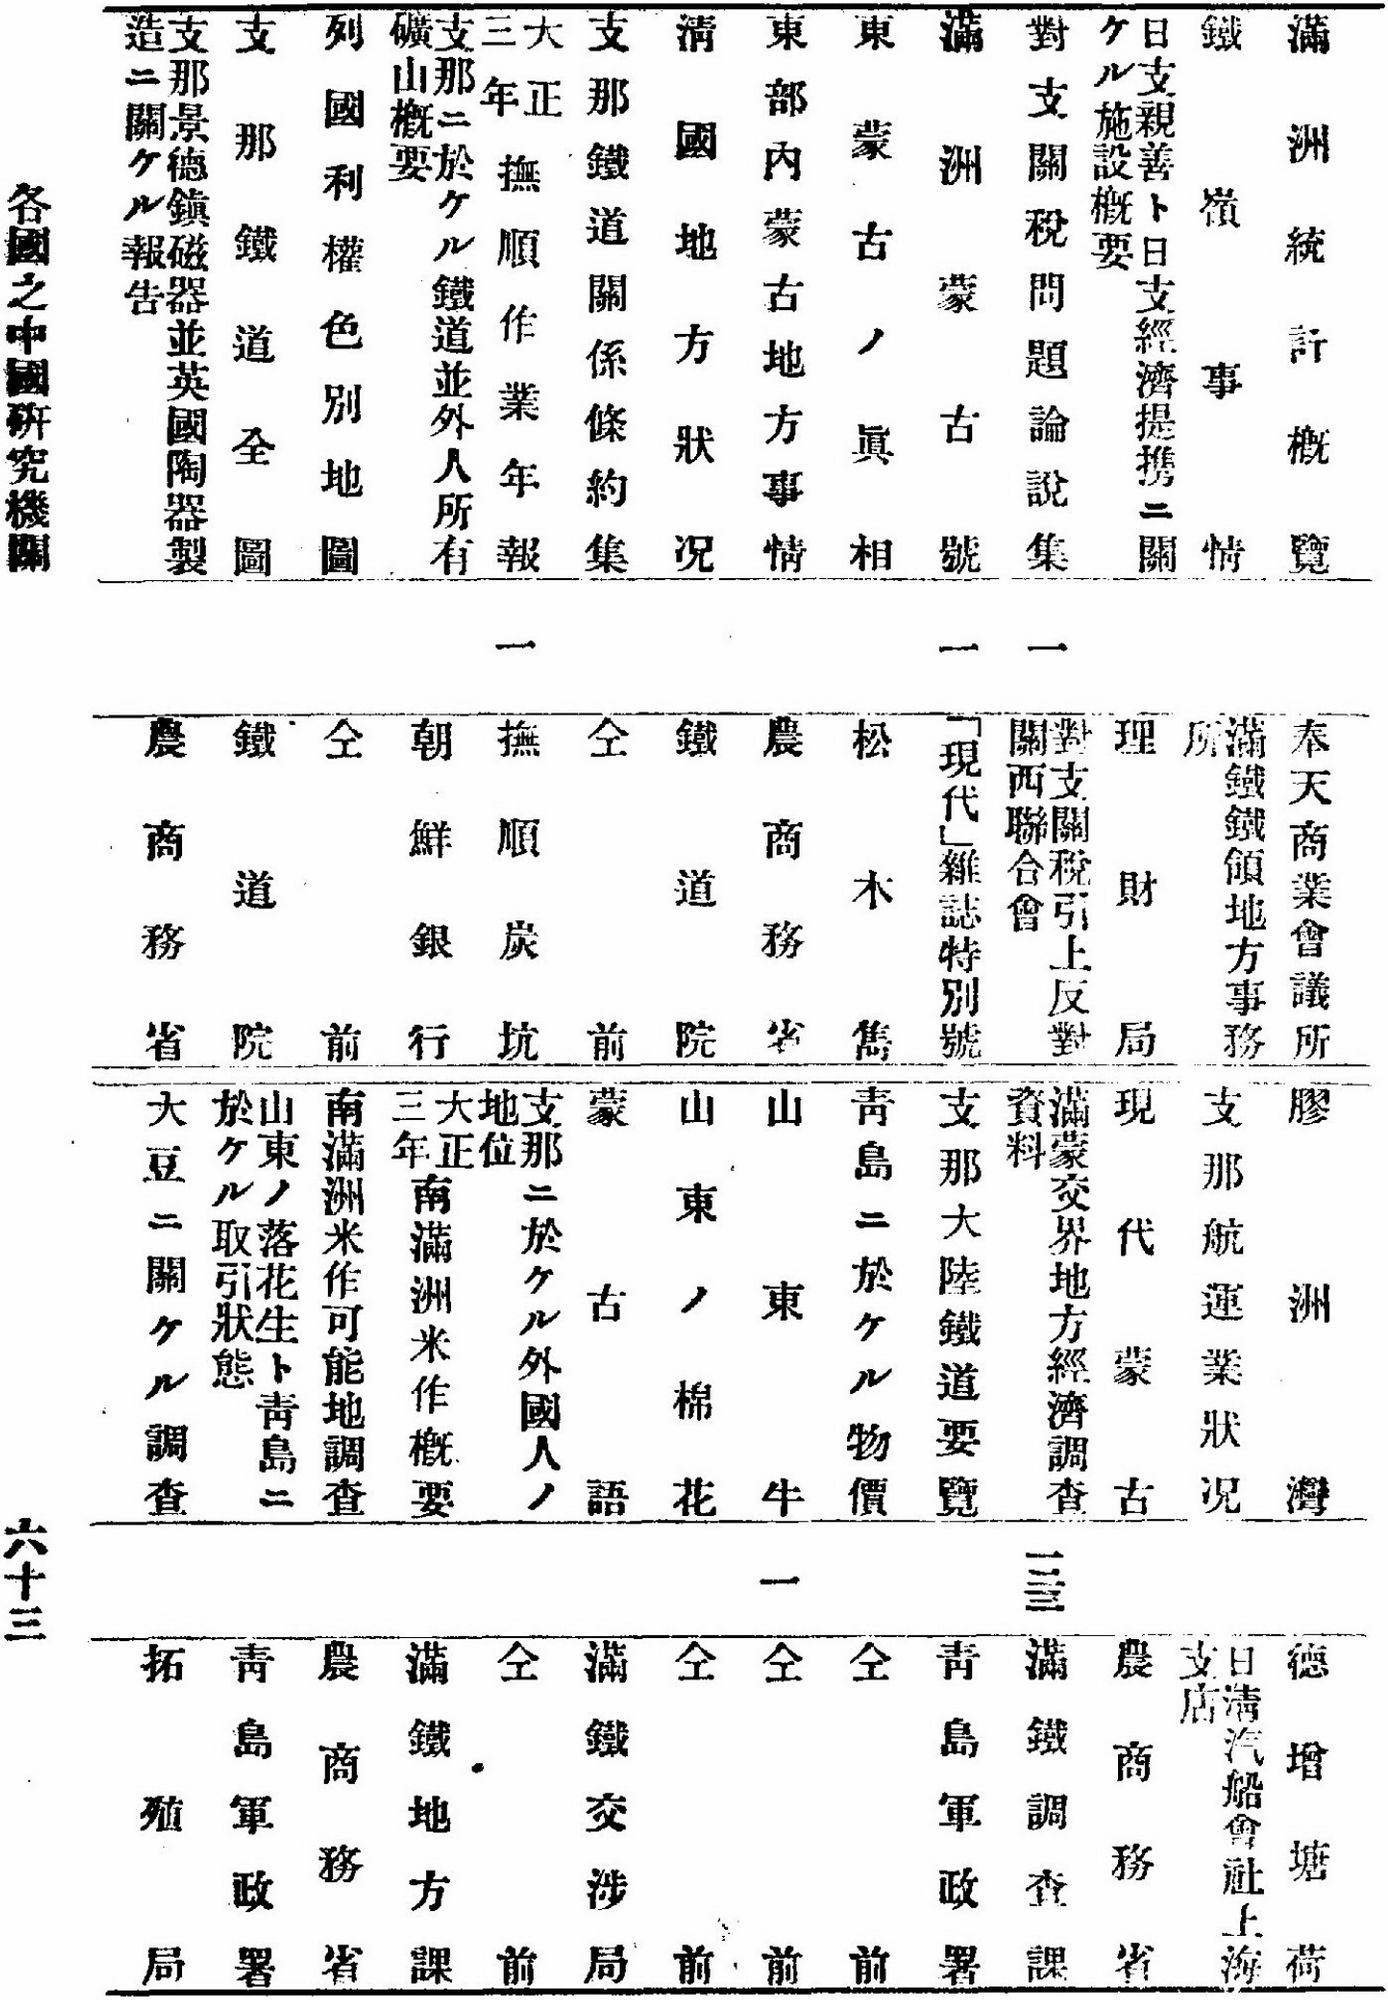 滿洲統計概覽
奉天商業會議所
鐵嶺事情
滿鐵鐵領地方事務
所
日支親善ト日支經濟提携ニ關
ケル施設概要
理財局
對支關稅問題論說集
一
對支關稅引上反對
關西聯合會
滿洲蒙古號
一
「現代」雜誌特別號
東蒙古ノ眞相
松木雋
東部內蒙古地方事情
農商務省
淸國地方狀况
鐵道院
支那鐵道關係條約集
仝前
大正
三年
撫順作業年報
一
撫順炭坑
支那ニ於ケル鐵道並外人所有
礦山概要
朝鮮銀行
列國利權色別地圖
仝前
支那鐵道全圖
鐵道院
支那景德鎭磁器並英國陶器製
造ニ關ケル報告
農商務省
膠洲灣
德增塘荷
支那航運業狀况
日淸汽船會社上海
支店
現代蒙古
農商務省
滿蒙交界地方經濟調查
資料
一二三
滿鐵調查課
支那大陸鐵道要覽
靑島軍政署
靑島ニ於ケル物價
仝前
山東牛
一
仝前
山東ノ棉花
仝前
蒙古語
滿鐵交涉局
支那ニ於ケル外國人ノ
地位
仝前
大正
三年
南滿洲米作概要
滿鐵地方課
南滿洲米作可能地調查
農商務省
山東ノ落花生ト靑島ニ
於ケル取引狀態
靑島軍政署
大豆ニ關ケル調查
拓殖局
各國之中國硏究機關
六十三